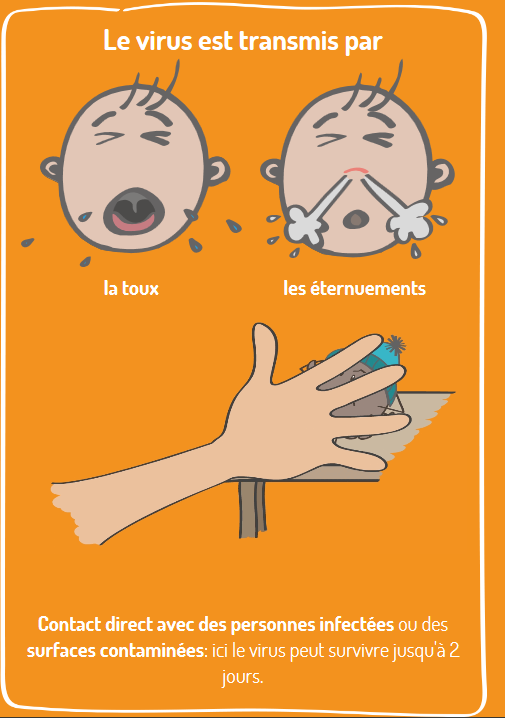 Le virus est transmis par
la toux
les éternuements
Contact direct avec des personnes infectées ou des
surfaces contaminées: ici le virus peut survivre jusqu'à 2
jours.